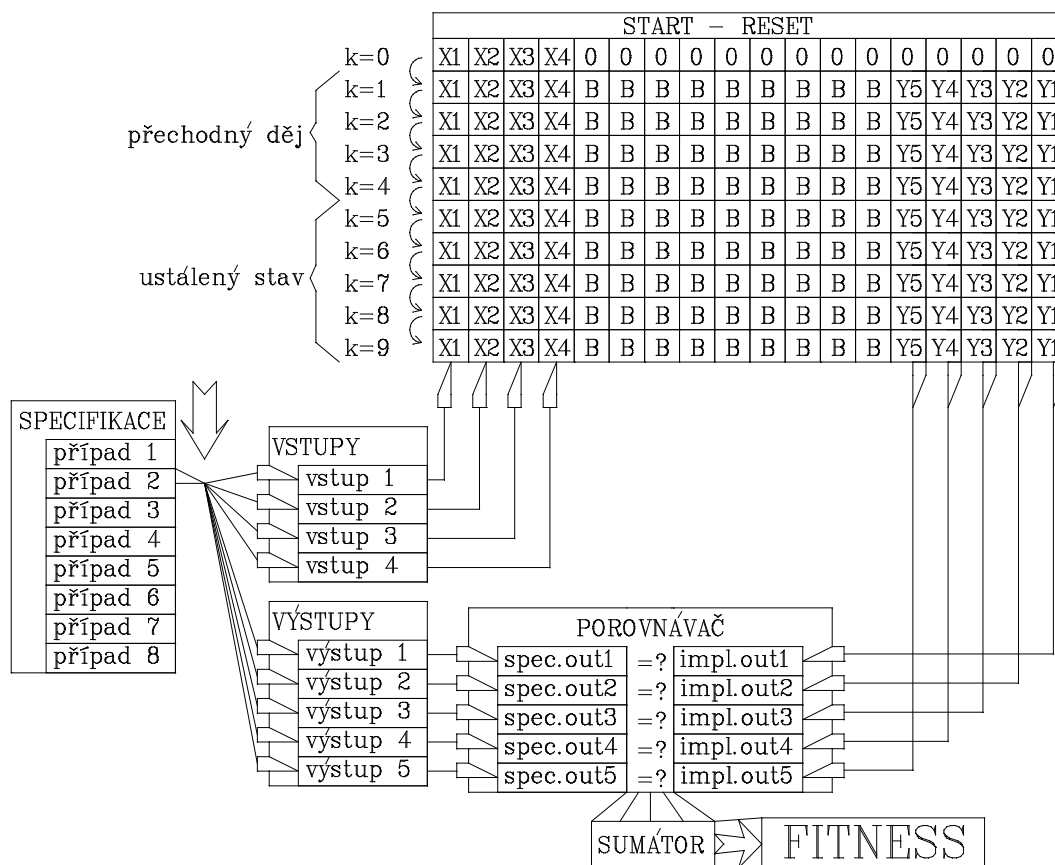 START – RESET
k=0 X1 X2 X3 X4 0 0 0 0 0 0 0 0 0 0 0 0 0 0
k=1 X1 X2 X3 X4 B B B B B B B B B Y5 Y4 Y3 Y2 Y1
k=2 X1 X2 X3 X4 B B B B B B B B B Y5 Y4 Y3 Y2 Y1
přechodný děj
k=3 X1 X2 X3 X4 B B B B B B B B B Y5 Y4 Y3 Y2 Y1
k=4 X1 X2 X3 X4 B B B B B B B B B Y5 Y4 Y3 Y2 Y1
k=5 X1 X2 X3 X4 B B B B B B B B B Y5 Y4 Y3 Y2 Y1
k=6 X1 X2 X3 X4 B B B B B B B B B Y5 Y4 Y3 Y2 Y1
ustálený stav
k=7 X1 X2 X3 X4 B B B B B B B B B Y5 Y4 Y3 Y2 Y1
k=8 X1 X2 X3 X4 B B B B B B B B B Y5 Y4 Y3 Y2 Y1
k=9 X1 X2 X3 X4 B B B B B B B B B Y5 Y4 Y3 Y2 Y1
SPECIFIKACE
případ 1
případ 2
případ 3
případ 4
případ 5
případ 6
případ 7
případ 8
VSTUPY
vstup 1
vstup 2
vstup 3
vstup 4
VÝSTUPY
výstup 1
výstup 2
výstup 3
výstup 4
výstup 5
POROVNÁVAČ
spec.out1 =? impl.out1
spec.out2 =? impl.out2
spec.out3 =? impl.out3
spec.out4 =? impl.out4
spec.out5 =? impl.out5
SUMÁTOR
FITNESS